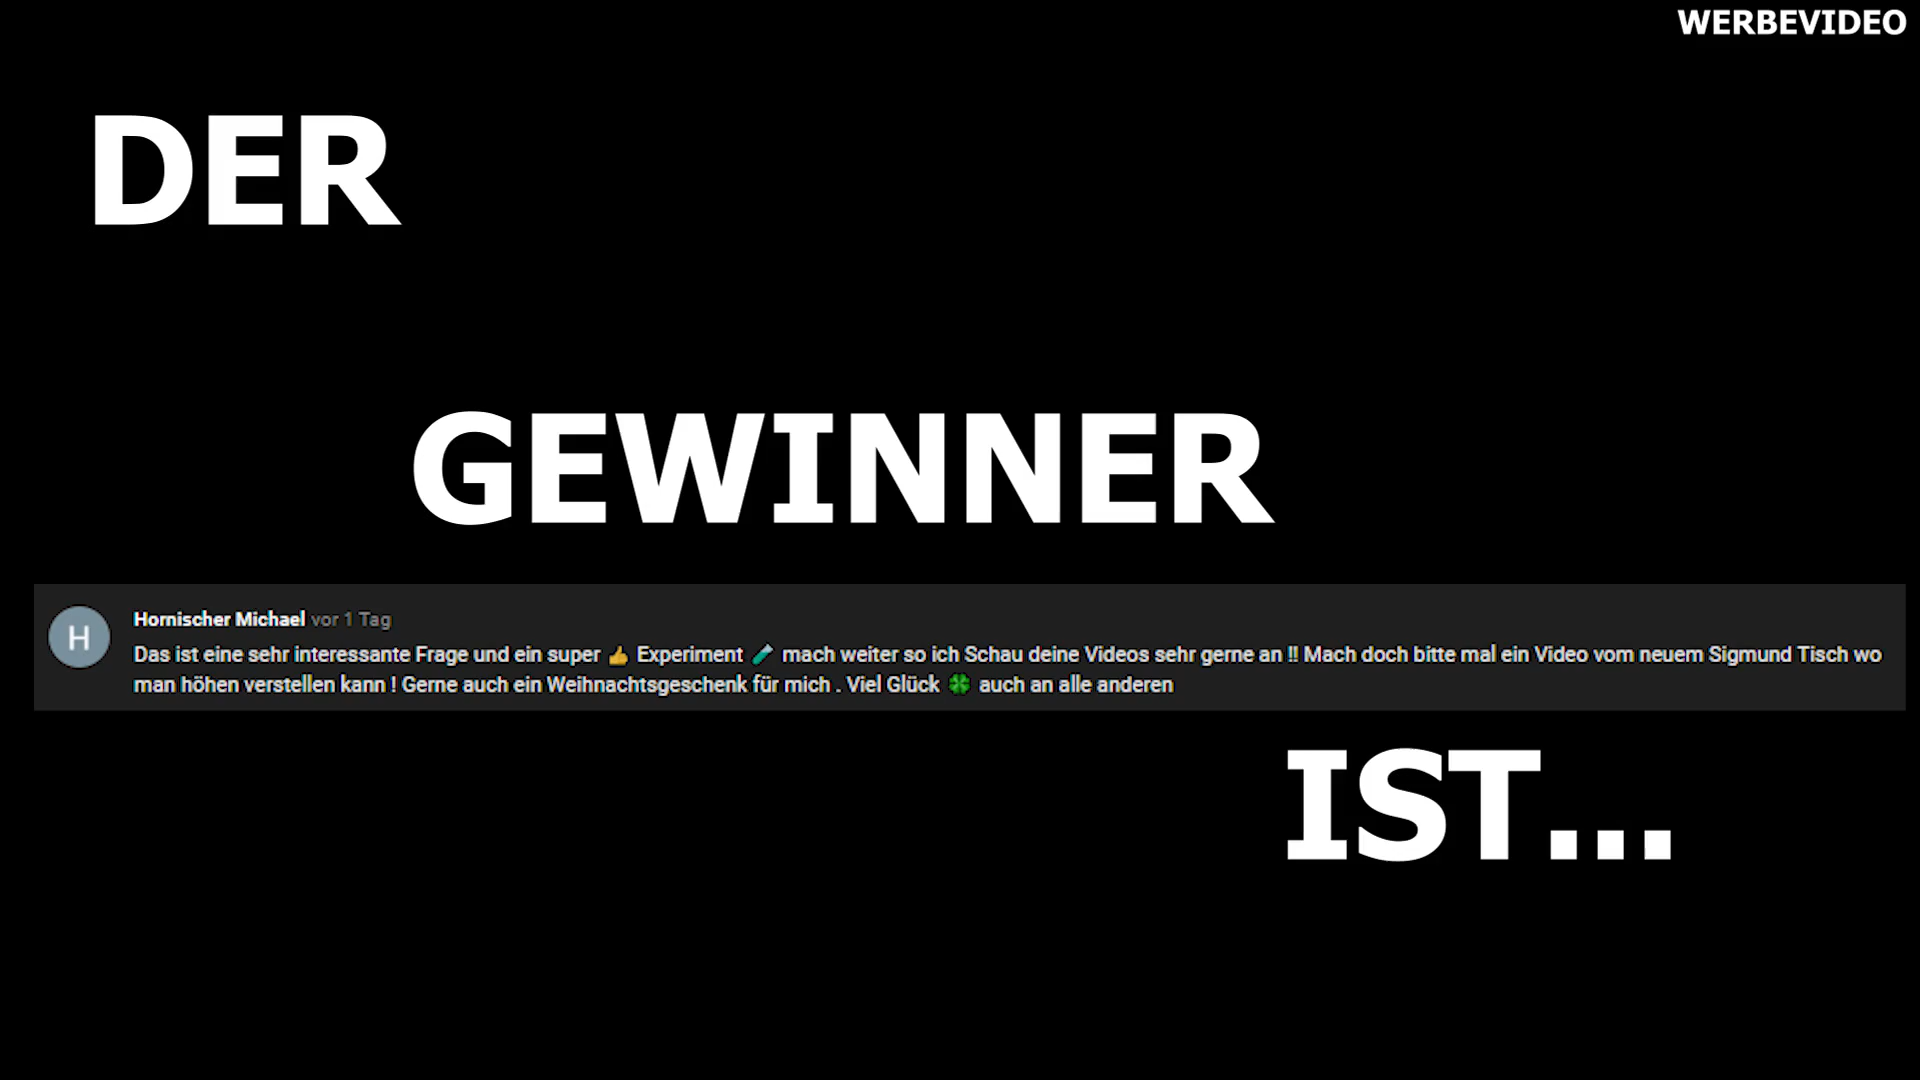 WERBEVIDEO
DER
GEWINNER
H
Hornischer Michael vor 1 Tag
Das ist eine sehr interessante Frage und ein super 👍 Experiment 🧪 mach weiter so ich Schau deine Videos sehr gerne an !! Mach doch bitte mal ein Video vom neuem Sigmund Tisch wo
man höhen verstellen kann ! Gerne auch ein Weihnachtsgeschenk für mich . Viel Glück 🍀 auch an alle anderen
IST...